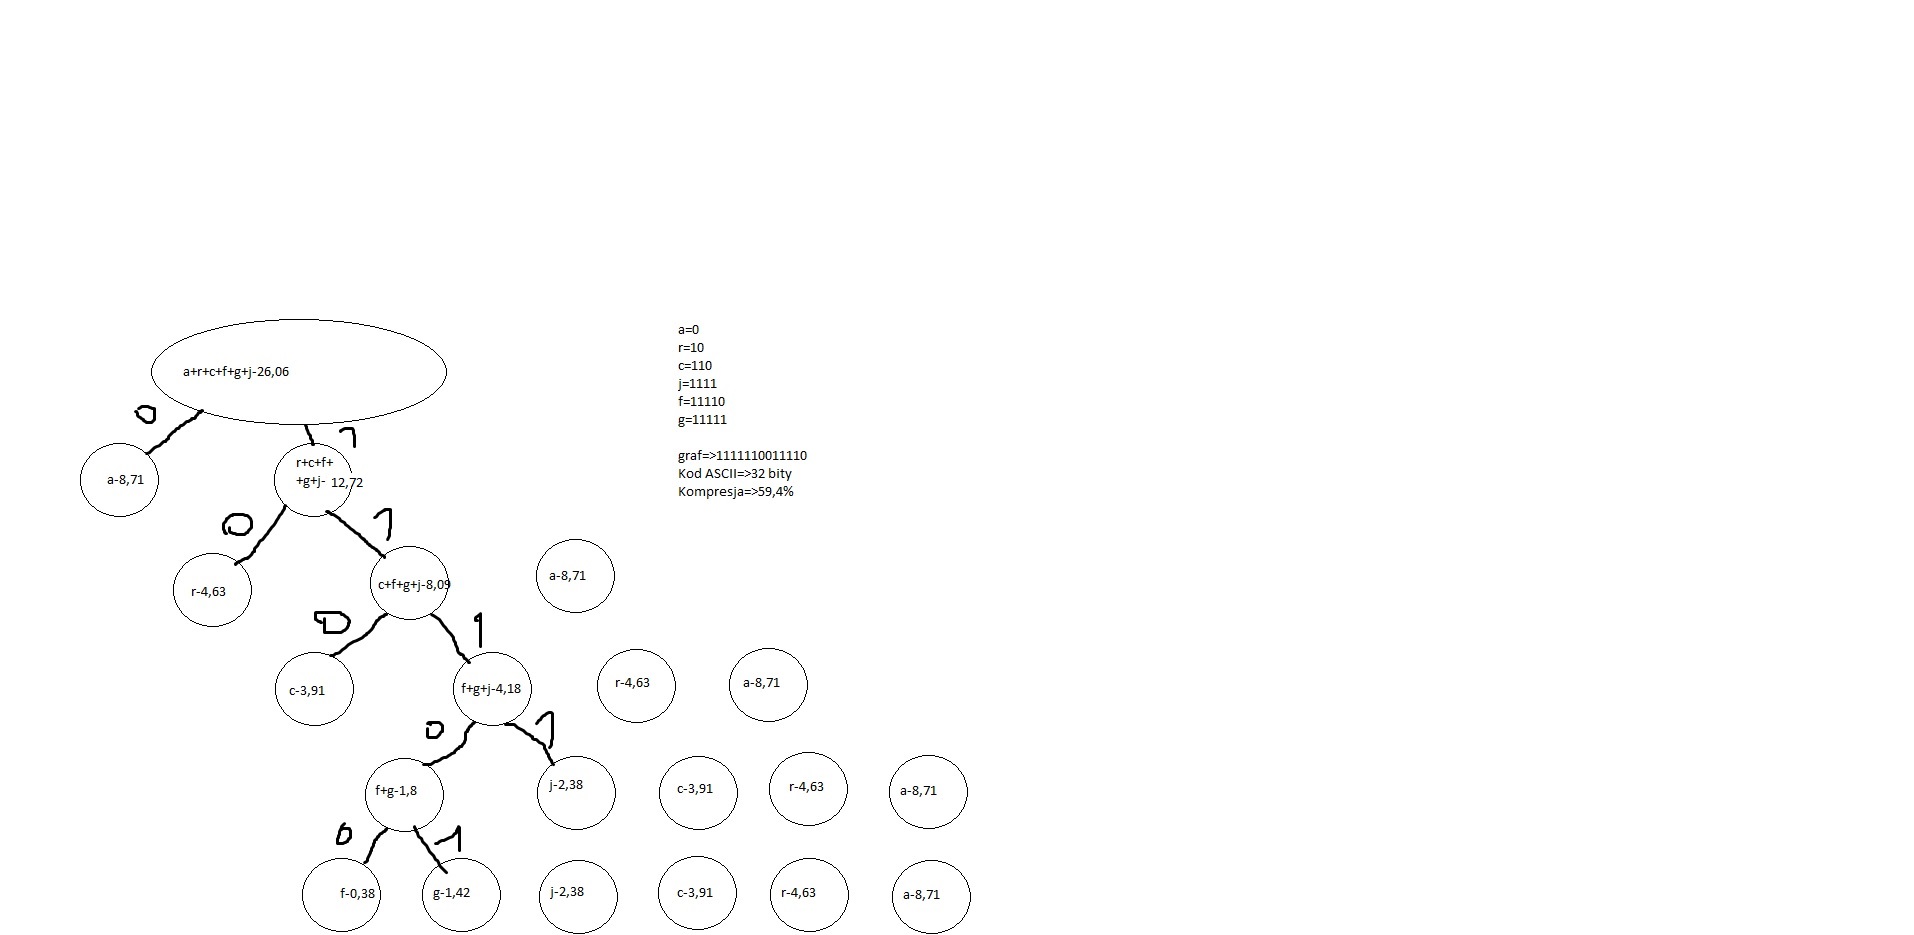 a=0
r=10
c=110
j=1111
f=11110
g=11111
graf=>1111110011110
Kod ASCII=>32 bity
Kompresja=>59,4%
a+r+c+f+g+j-26,06
0
1
a-8,71
r+c+f+
+g+j- 12,72
0
1
r-4,63
c+f+g+j-8,09
a-8,71
0
1
c-3,91
f+g+j-4,18
r-4,63
a-8,71
0
1
f+g-1,8
j-2,38
c-3,91
r-4,63
a-8,71
0
1
f-0,38
g-1,42
j-2,38
c-3,91
r-4,63
a-8,71